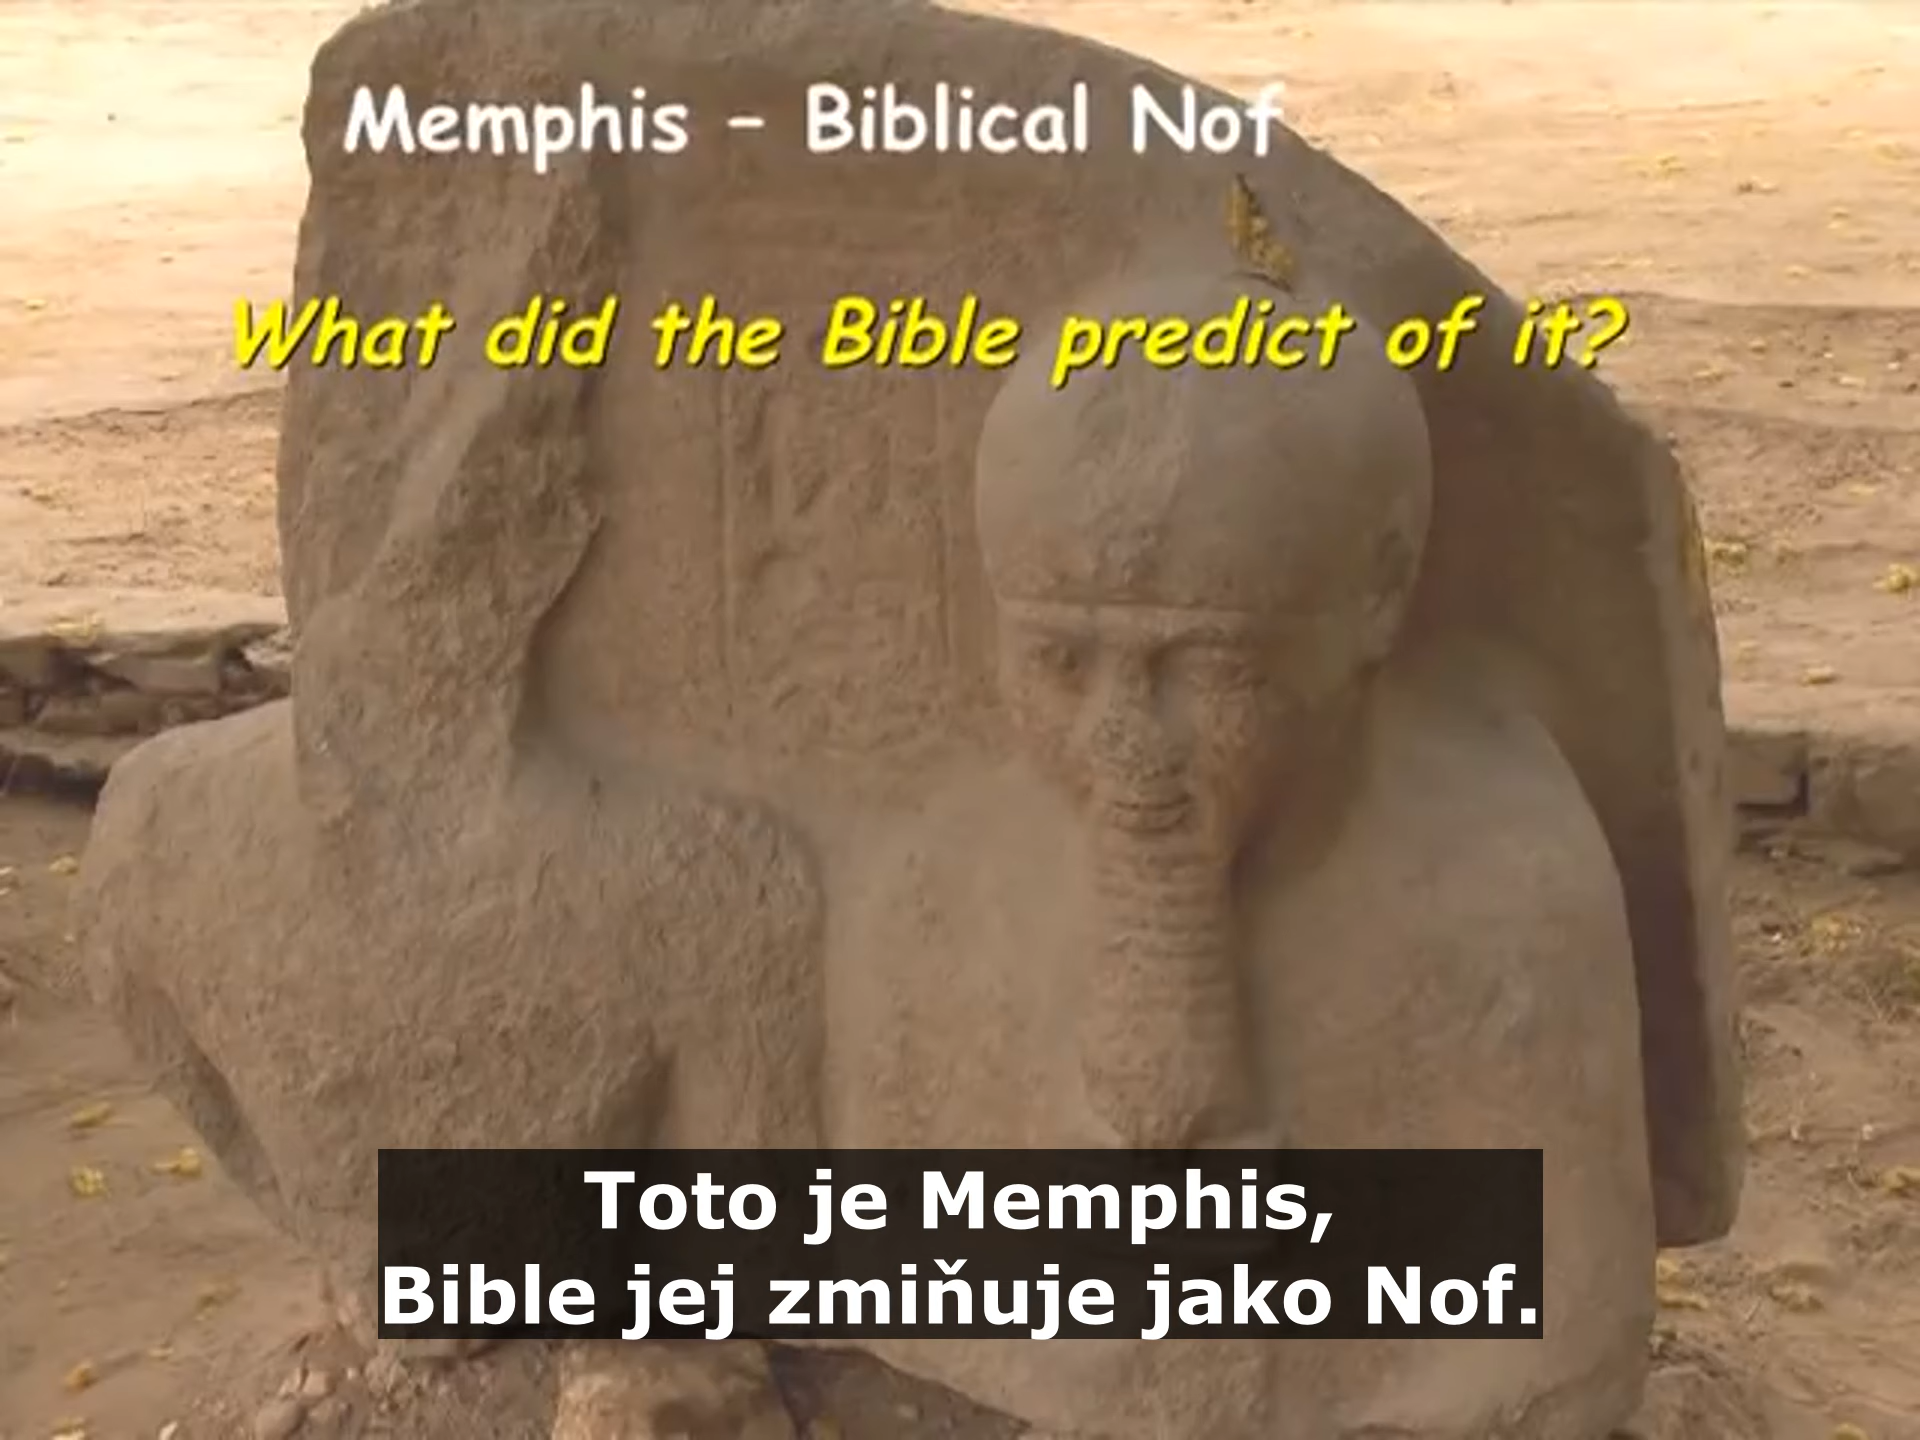 Memphis – Biblical Nof
What did the Bible predict of it?
Toto je Memphis,
Bible jej zmiňuje jako Nof.